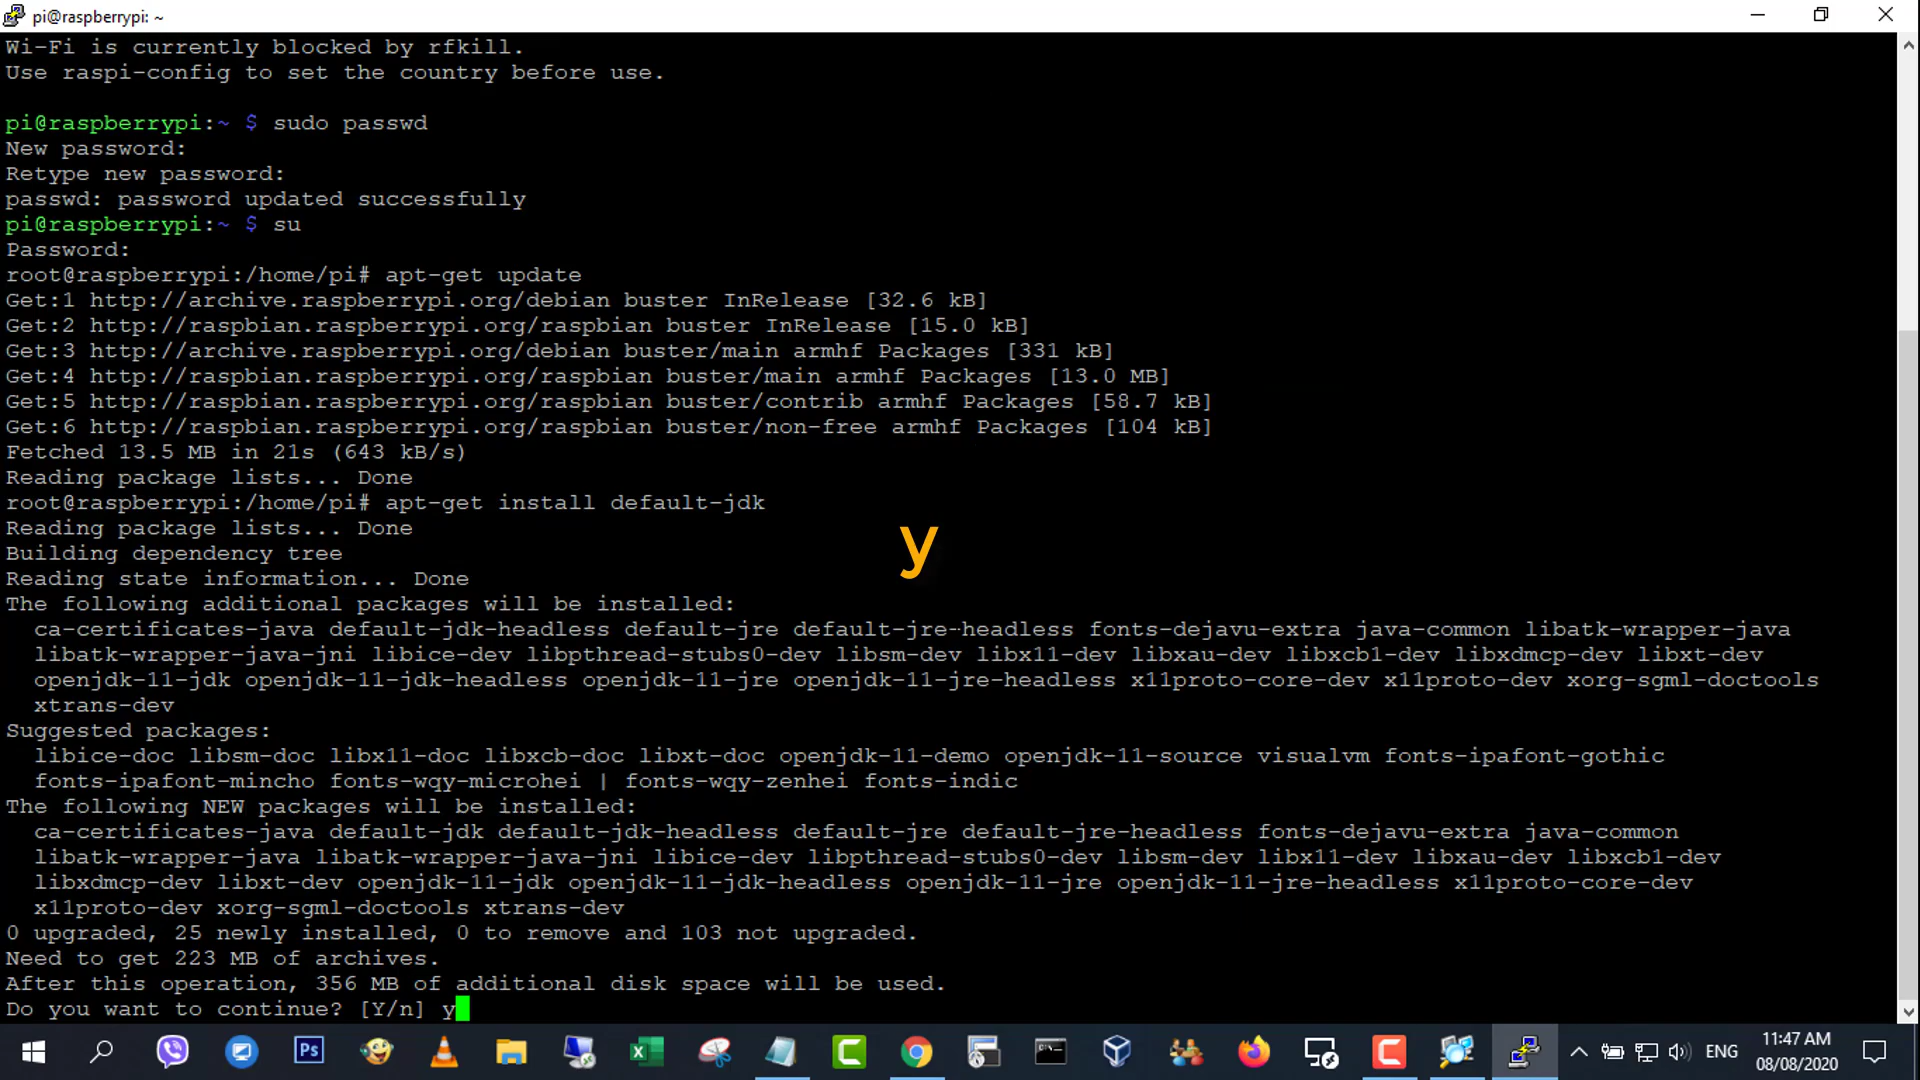 pi@raspberrypi: ~
Wi-Fi is currently blocked by rfkill.
Use raspi-config to set the country before use.
pi@raspberrypi:~ $ sudo passwd
New password:
Retype new password:
passwd: password updated successfully
pi@raspberrypi:~ $ su
Password:
root@raspberrypi:/home/pi# apt-get update
Get:1 http://archive.raspberrypi.org/debian buster InRelease [32.6 kB]
Get:2 http://raspbian.raspberrypi.org/raspbian buster InRelease [15.0 kB]
Get:3 http://archive.raspberrypi.org/debian buster/main armhf Packages [331 kB]
Get:4 http://raspbian.raspberrypi.org/raspbian buster/main armhf Packages [13.0 MB]
Get:5 http://raspbian.raspberrypi.org/raspbian buster/contrib armhf Packages [58.7 kB]
Get:6 http://raspbian.raspberrypi.org/raspbian buster/non-free armhf Packages [104 kB]
Fetched 13.5 MB in 21s (643 kB/s)
Reading package lists... Done
root@raspberrypi:/home/pi# apt-get install default-jdk
Reading package lists... Done
y
Building dependency tree
Reading state information... Done
The following additional packages will be installed:
ca-certificates-java default-jdk-headless default-jre default-jre-headless fonts-dejavu-extra java-common libatk-wrapper-java
libatk-wrapper-java-jni libice-dev libpthread-stubs0-dev libsm-dev libx11-dev libxau-dev libxcb1-dev libxdmcp-dev libxt-dev
openjdk-11-jdk openjdk-11-jdk-headless openjdk-11-jre openjdk-11-jre-headless x11proto-core-dev x11proto-dev xorg-sgml-doctools
xtrans-dev
Suggested packages:
libice-doc libsm-doc libx11-doc libxcb-doc libxt-doc openjdk-11-demo openjdk-11-source visualvm fonts-ipafont-gothic
fonts-ipafont-mincho fonts-wqy-microhei | fonts-wqy-zenhei fonts-indic
The following NEW packages will be installed:
ca-certificates-java default-jdk default-jdk-headless default-jre default-jre-headless fonts-dejavu-extra java-common
libatk-wrapper-java libatk-wrapper-java-jni libice-dev libpthread-stubs0-dev libsm-dev libx11-dev libxau-dev libxcb1-dev
libxdmcp-dev libxt-dev openjdk-11-jdk openjdk-11-jdk-headless openjdk-11-jre openjdk-11-jre-headless x11proto-core-dev
x11proto-dev xorg-sgml-doctools xtrans-dev
0 upgraded, 25 newly installed, 0 to remove and 103 not upgraded.
Need to get 223 MB of archives.
After this operation, 356 MB of additional disk space will be used.
Do you want to continue? [Y/n] y
Ps
ENG
11:47 AM
08/08/2020